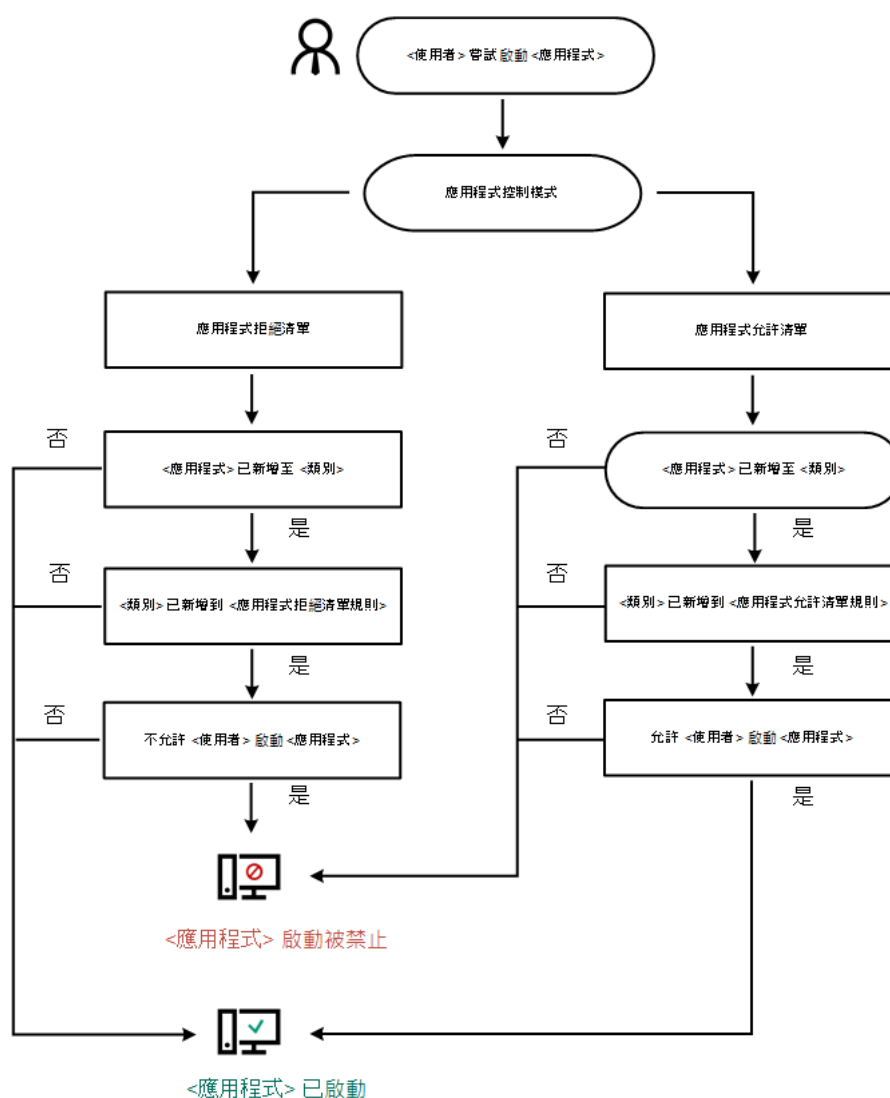 <使用者> 嘗試 啟動 <應用程式>
應用程式控制模式
應用程式拒絕清單
應用程式允許清單
否
<應用程式> 已新增至 <類別>
否
<應用程式> 已新增至 <類別>
是
是
否
<類別> 已新增到 <應用程式拒絕清單規則>
否
<類別> 已新增到 <應用程式允許清單規則>
是
是
否
不允許 <使用者> 啟動 <應用程式>
否
允許 <使用者> 啟動 <應用程式>
是
是
<應用程式> 啟動被禁止
<應用程式> 已啟動